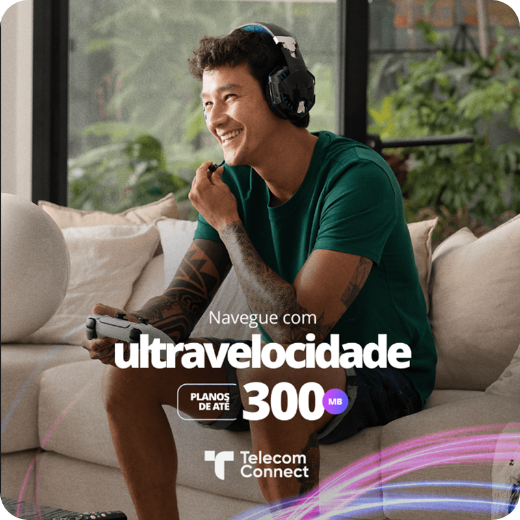 Navegue com
ultravelocidade
PLANOS
DE ATÉ
300 MB
Telecom
Connect